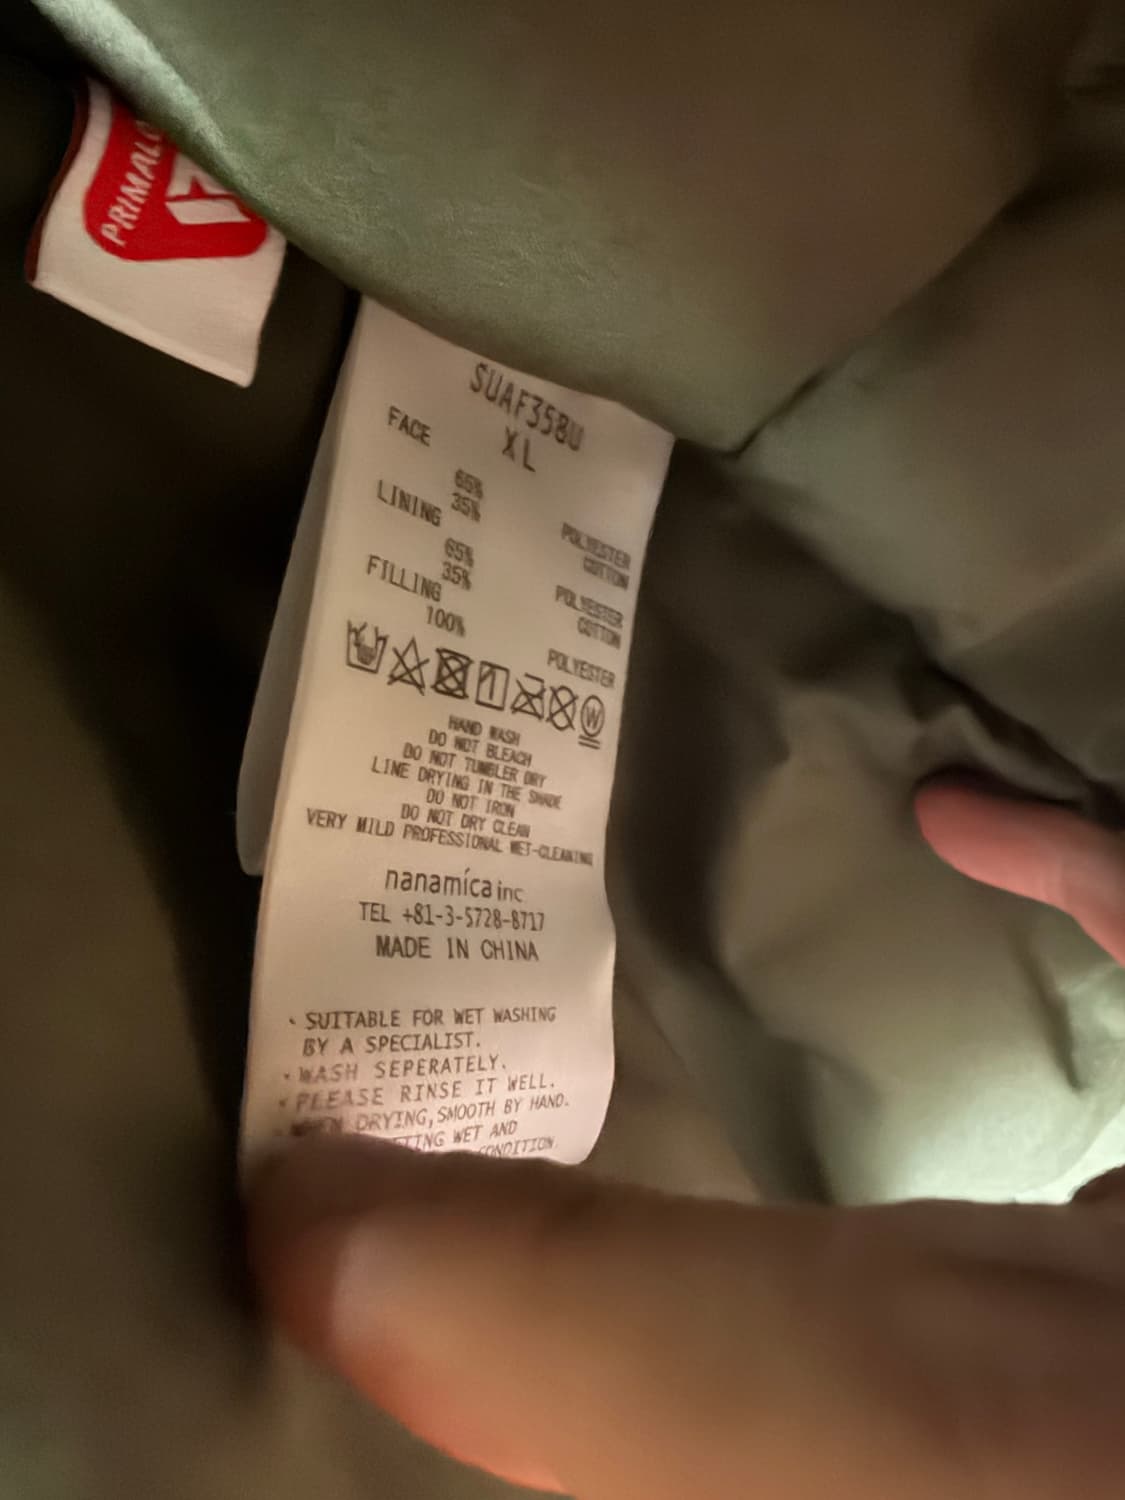 SUAF358U
XL
FACE
65% POLYESTER
35% COTTON
LINING
65% POLYESTER
35% COTTON
FILLING
100% POLYESTER
W
HAND WASH
DO NOT BLEACH
DO NOT TUMBLER DRY
LINE DRYING IN THE SHADE
DO NOT IRON
DO NOT DRY CLEAN
VERY MILD PROFESSIONAL WET-CLEANING
nanamica inc
TEL +81-3-5728-8717
MADE IN CHINA
• SUITABLE FOR WET WASHING
BY A SPECIALIST.
• WASH SEPERATELY.
• PLEASE RINSE IT WELL.
DRYING, SMOOTH BY HAND.
WET AND
CONDITION